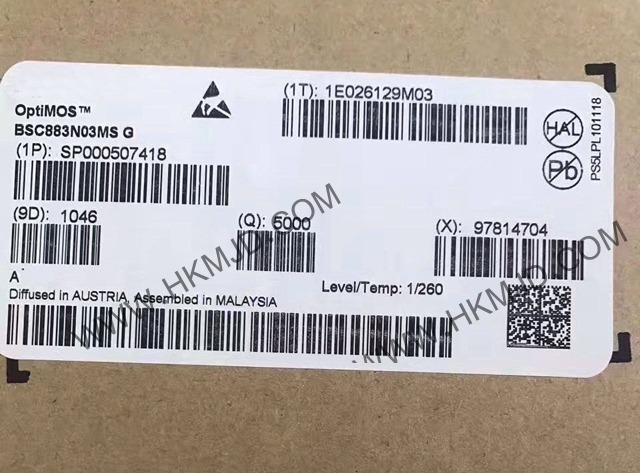 OptiMOS™
BSC883N03MS G
(1P): SP000507418
(1T): 1E026129M03
HAL
Pb
PS5LPL101118
(9D): 1046
(Q): 5000
(X): 97814704
A
Level/Temp: 1/260
Diffused in AUSTRIA, Assembled in MALAYSIA
WWW.HKMJD.COM
WWW.HKMJD.COM